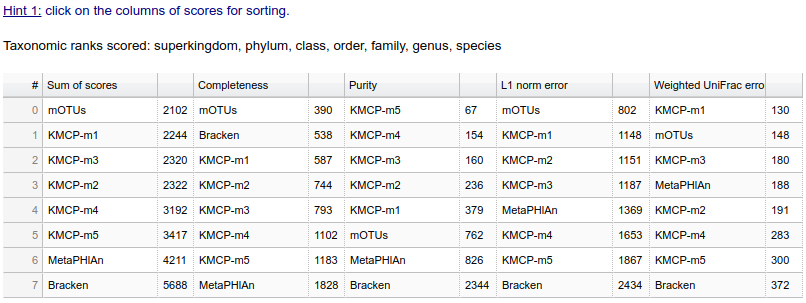 Hint 1: click on the columns of scores for sorting.
Taxonomic ranks scored: superkingdom, phylum, class, order, family, genus, species
# Sum of scores Completeness Purity L1 norm error Weighted UniFrac erro
0 mOTUs 2102 mOTUs 390 KMCP-m5 67 mOTUs 802 KMCP-m1 130
1 KMCP-m1 2244 Bracken 538 KMCP-m4 154 KMCP-m1 1148 mOTUs 148
2 KMCP-m3 2320 KMCP-m1 587 KMCP-m3 160 KMCP-m2 1151 KMCP-m3 180
3 KMCP-m2 2322 KMCP-m2 744 KMCP-m2 236 KMCP-m3 1187 MetaPHlAn 188
4 KMCP-m4 3192 KMCP-m3 793 KMCP-m1 379 MetaPHlAn 1369 KMCP-m2 191
5 KMCP-m5 3417 KMCP-m4 1102 mOTUs 762 KMCP-m4 1653 KMCP-m4 283
6 MetaPHlAn 4211 KMCP-m5 1183 MetaPHlAn 826 KMCP-m5 1867 KMCP-m5 300
7 Bracken 5688 MetaPHlAn 1828 Bracken 2344 Bracken 2434 Bracken 372